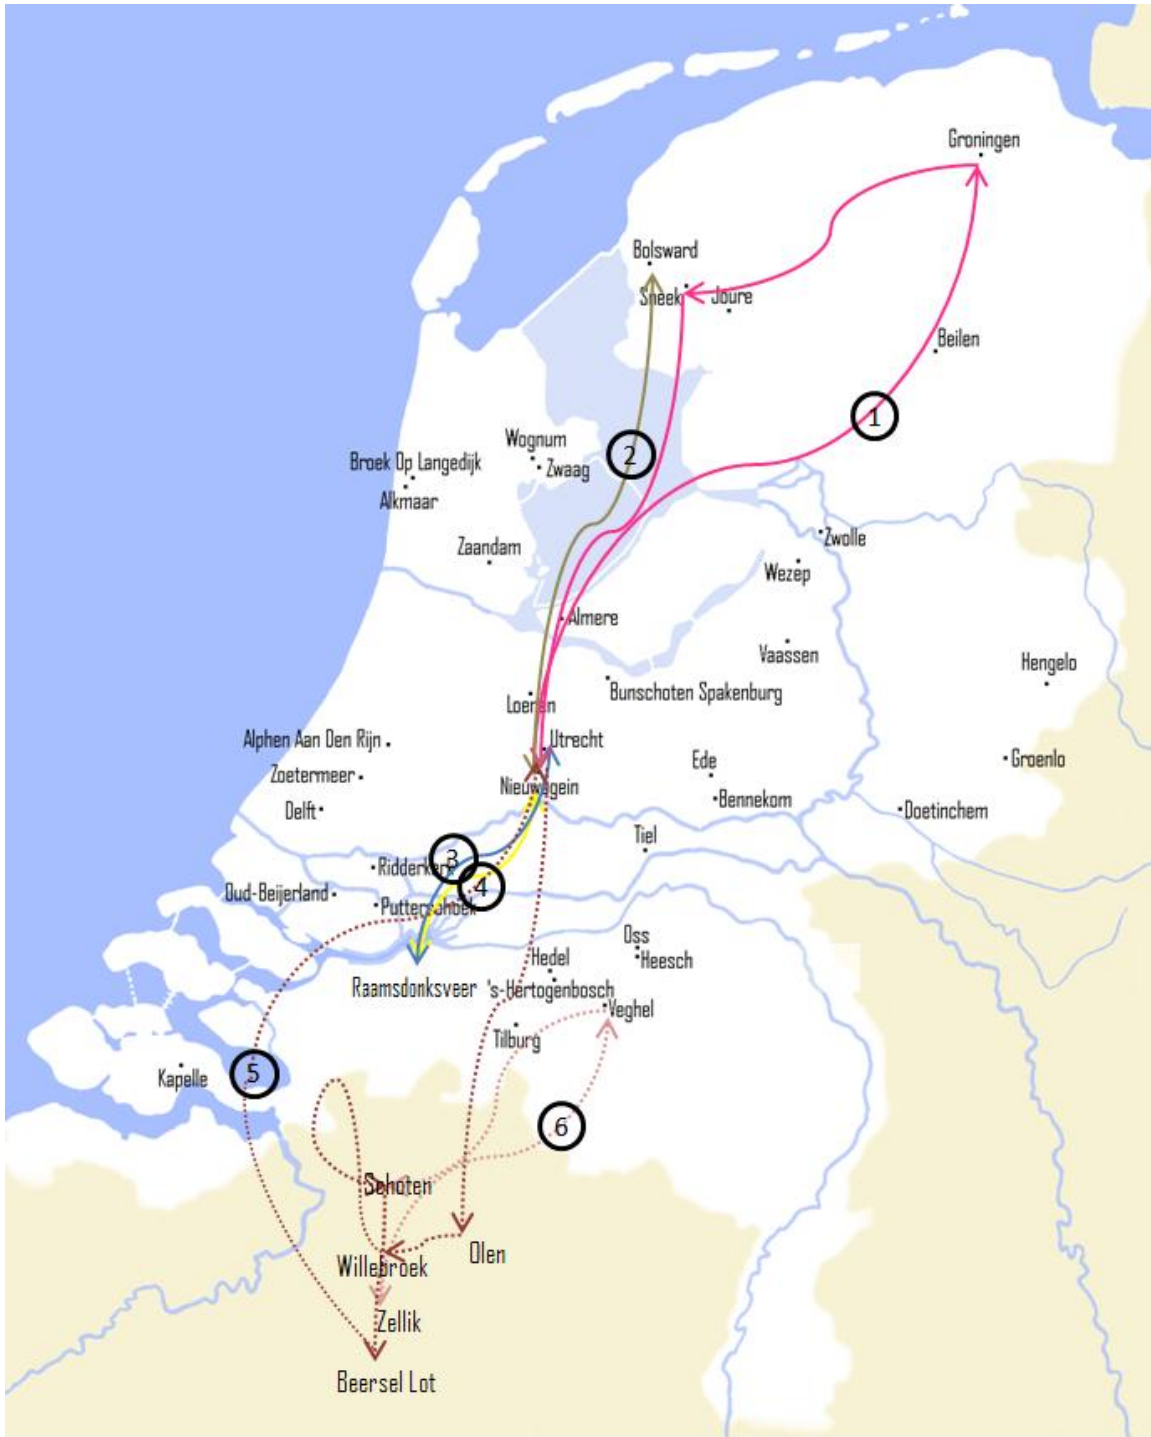 Groningen
Bolsward
Sneek
Joure
Beilen
1
2
Wognum
Zwaag
Broek Op Langedijk
Alkmaar
Zaandam
Zwolle
Wezep
Almere
Vaassen
Hengelo
Bunschoten Spakenburg
Loenen
Alphen Aan Den Rijn
Utrecht
Zoetermeer
Ede
Groenlo
Nieuwegein
Bennekom
Delft
Doetinchem
Tiel
3
Ridderkerk
4
Oud-Beijerland
Puttershoek
Oss
Hedel
Heesch
Raamsdonksveer
's-Hertogenbosch
Veghel
Tilburg
Kapelle
5
6
Schoten
Olen
Willebroek
Zellik
Beersel Lot